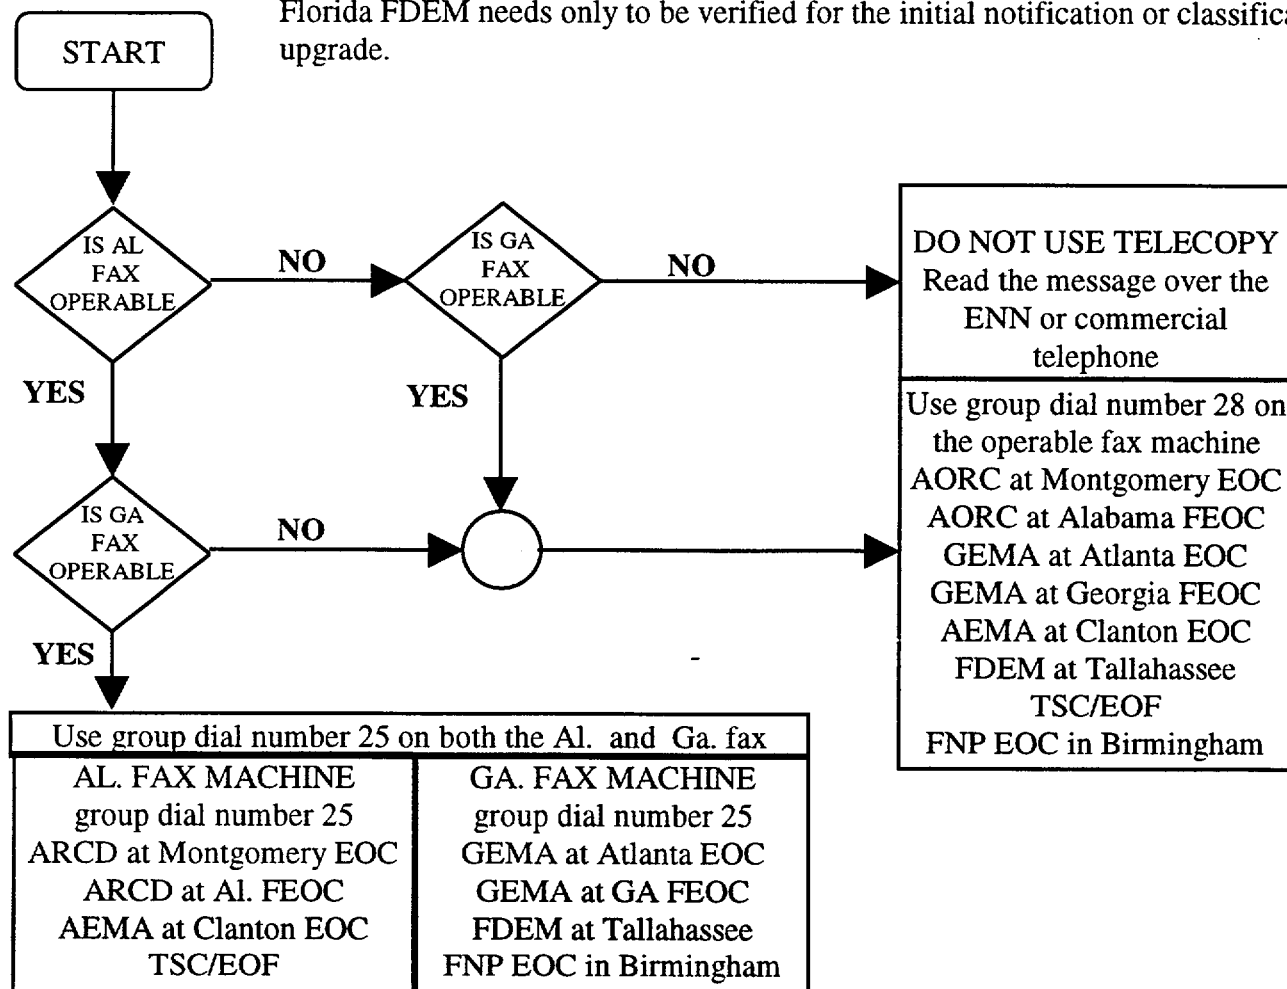 Florida FDEM needs only to be verified for the initial notification or classifica
upgrade.
START
IS AL
FAX
OPERABLE
NO
IS GA
FAX
OPERABLE
NO
DO NOT USE TELECOPY
Read the message over the
ENN or commercial
telephone
YES
YES
Use group dial number 28 on
the operable fax machine
AORC at Montgomery EOC
AORC at Alabama FEOC
GEMA at Atlanta EOC
GEMA at Georgia FEOC
AEMA at Clanton EOC
FDEM at Tallahassee
TSC/EOF
FNP EOC in Birmingham
IS GA
FAX
OPERABLE
NO
YES
Use group dial number 25 on both the Al. and Ga. fax
AL. FAX MACHINE
group dial number 25
ARCD at Montgomery EOC
ARCD at Al. FEOC
AEMA at Clanton EOC
TSC/EOF
GA. FAX MACHINE
group dial number 25
GEMA at Atlanta EOC
GEMA at GA FEOC
FDEM at Tallahassee
FNP EOC in Birmingham